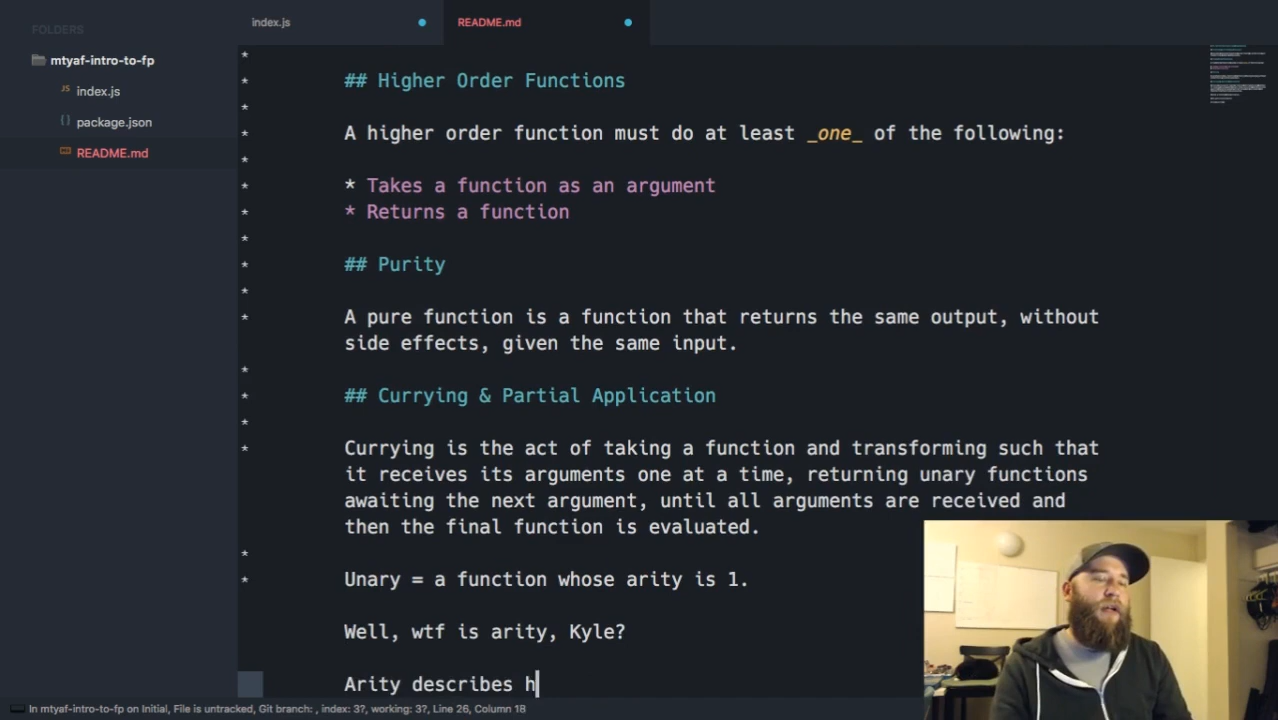 FOLDERS
mtyaf-intro-to-fp
JS index.js
{} package.json
README.md
index.js
README.md
*
* ## Higher Order Functions
*
* A higher order function must do at least _one_ of the following:
*
* * Takes a function as an argument
* * Returns a function
*
* ## Purity
*
* A pure function is a function that returns the same output, without
side effects, given the same input.
*
* ## Currying & Partial Application
*
* Currying is the act of taking a function and transforming such that
it receives its arguments one at a time, returning unary functions
awaiting the next argument, until all arguments are received and
then the final function is evaluated.
*
* Unary = a function whose arity is 1.
Well, wtf is arity, Kyle?
Arity describes h
In mtyaf-intro-to-fp on Initial, File is untracked, Git branch: , index: 3?, working: 3?, Line 26, Column 18